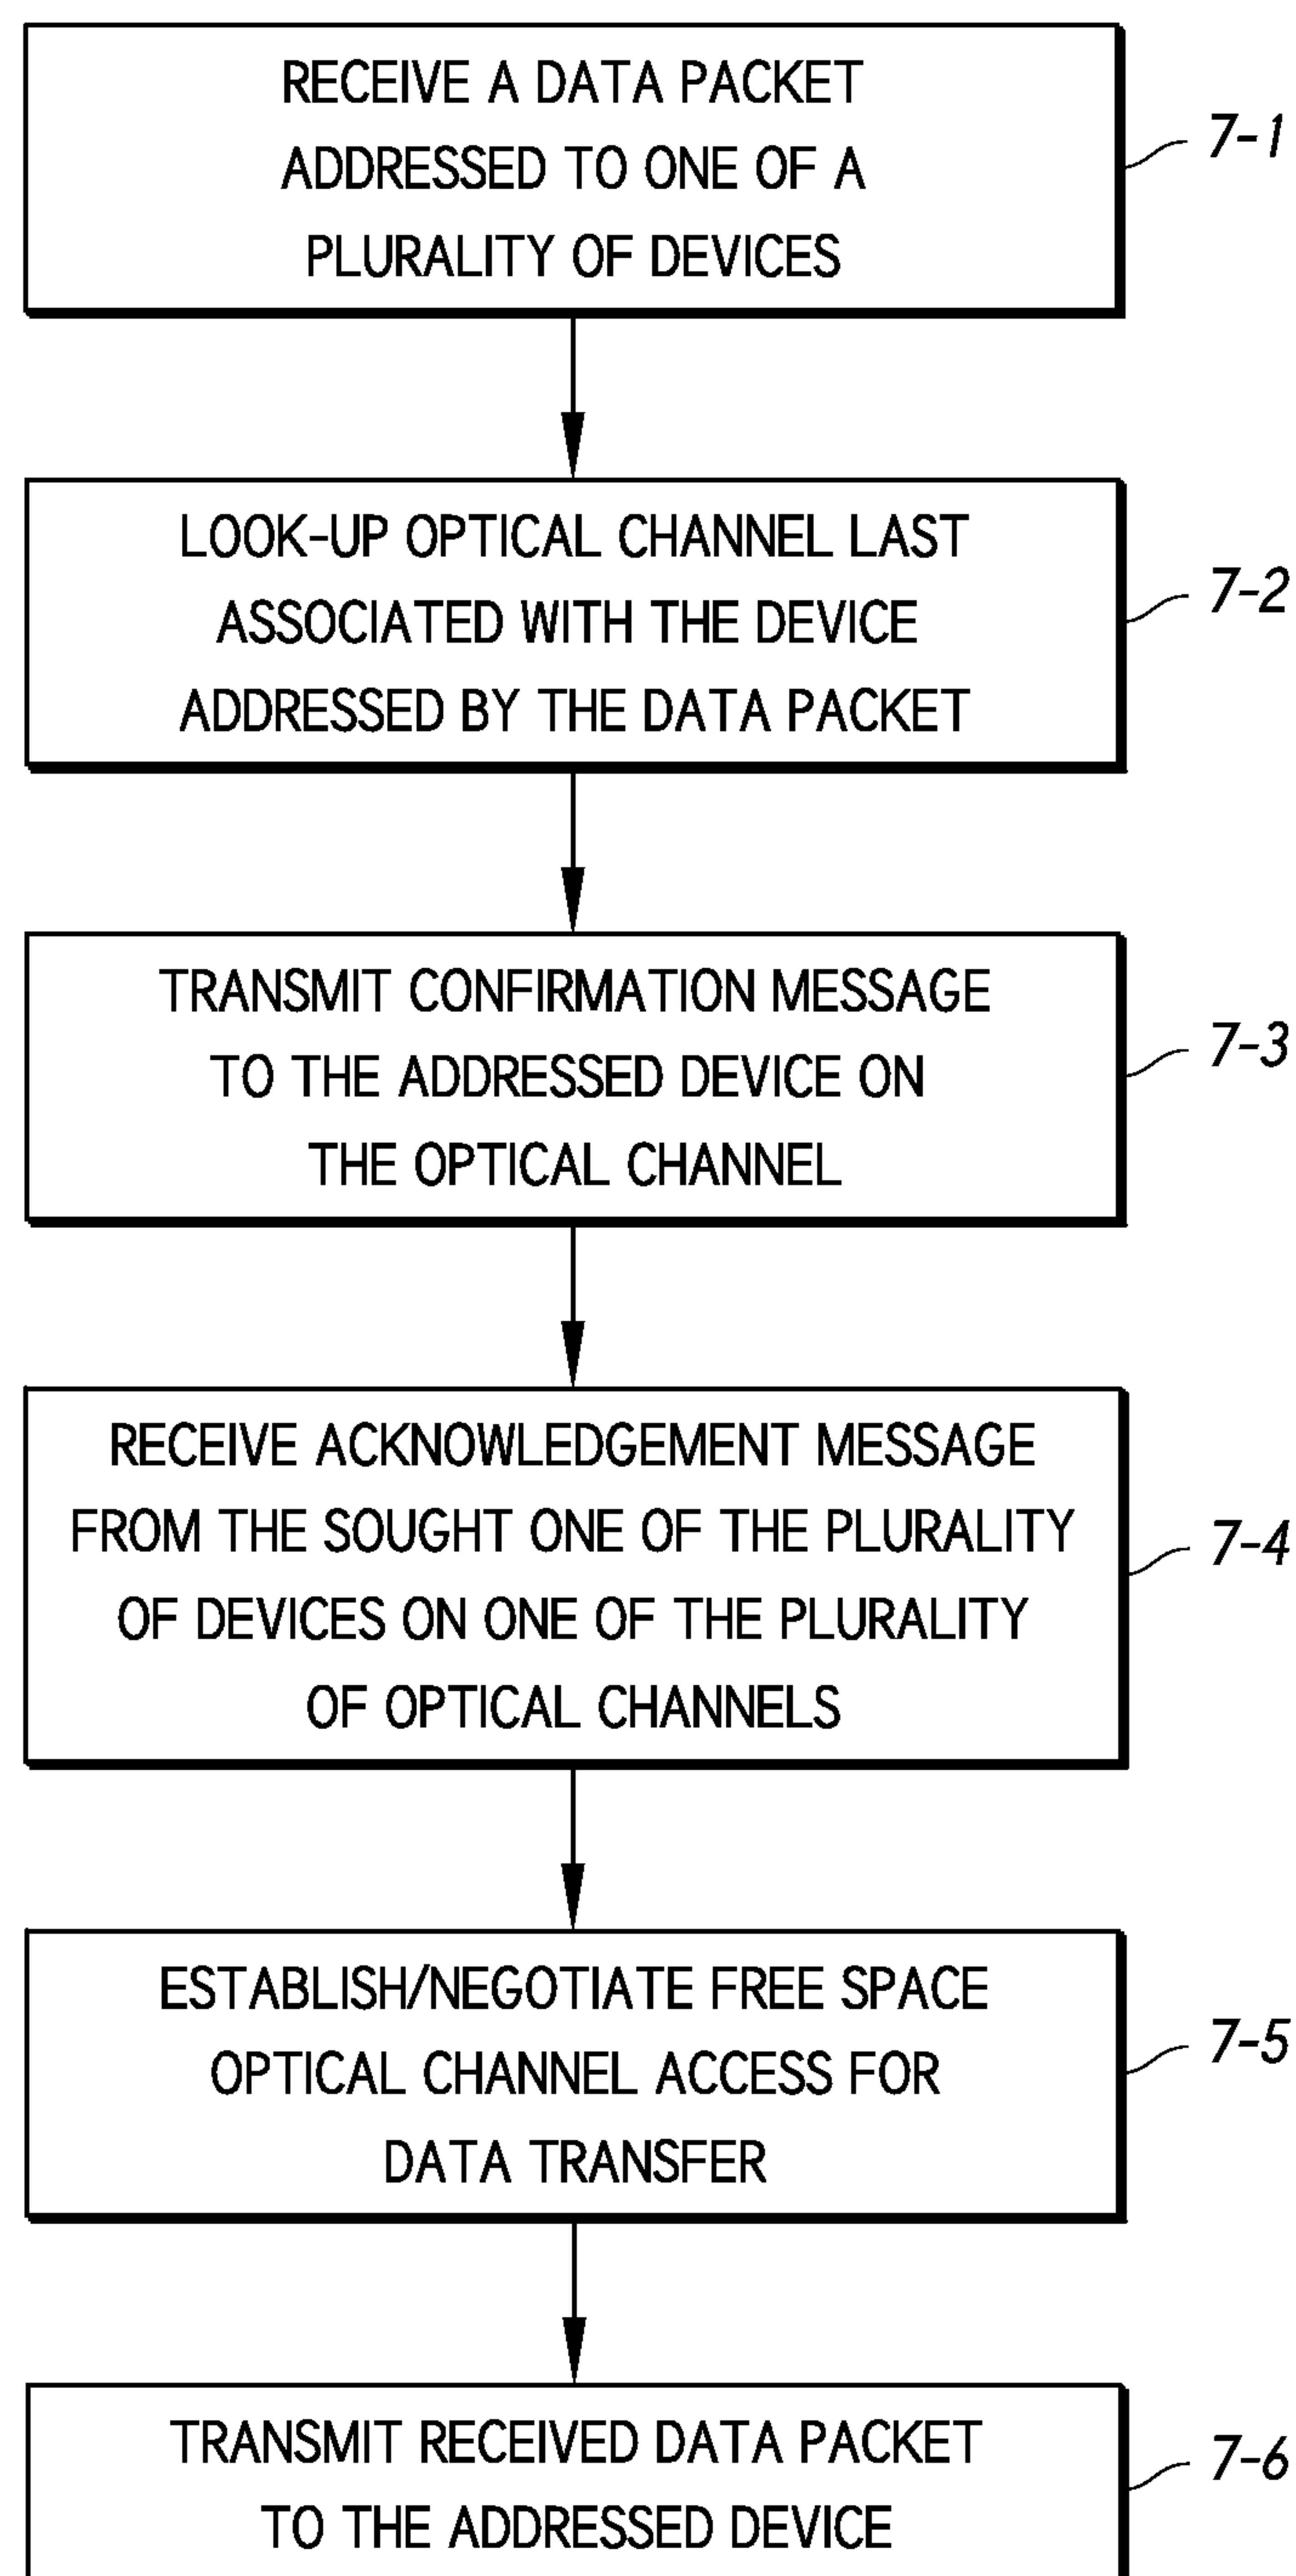 RECEIVE A DATA PACKET
ADDRESSED TO ONE OF A
PLURALITY OF DEVICES
7-1
LOOK-UP OPTICAL CHANNEL LAST
ASSOCIATED WITH THE DEVICE
ADDRESSED BY THE DATA PACKET
7-2
TRANSMIT CONFIRMATION MESSAGE
TO THE ADDRESSED DEVICE ON
THE OPTICAL CHANNEL
7-3
RECEIVE ACKNOWLEDGEMENT MESSAGE
FROM THE SOUGHT ONE OF THE PLURALITY
OF DEVICES ON ONE OF THE PLURALITY
OF OPTICAL CHANNELS
7-4
ESTABLISH/NEGOTIATE FREE SPACE
OPTICAL CHANNEL ACCESS FOR
DATA TRANSFER
7-5
TRANSMIT RECEIVED DATA PACKET
TO THE ADDRESSED DEVICE
7-6